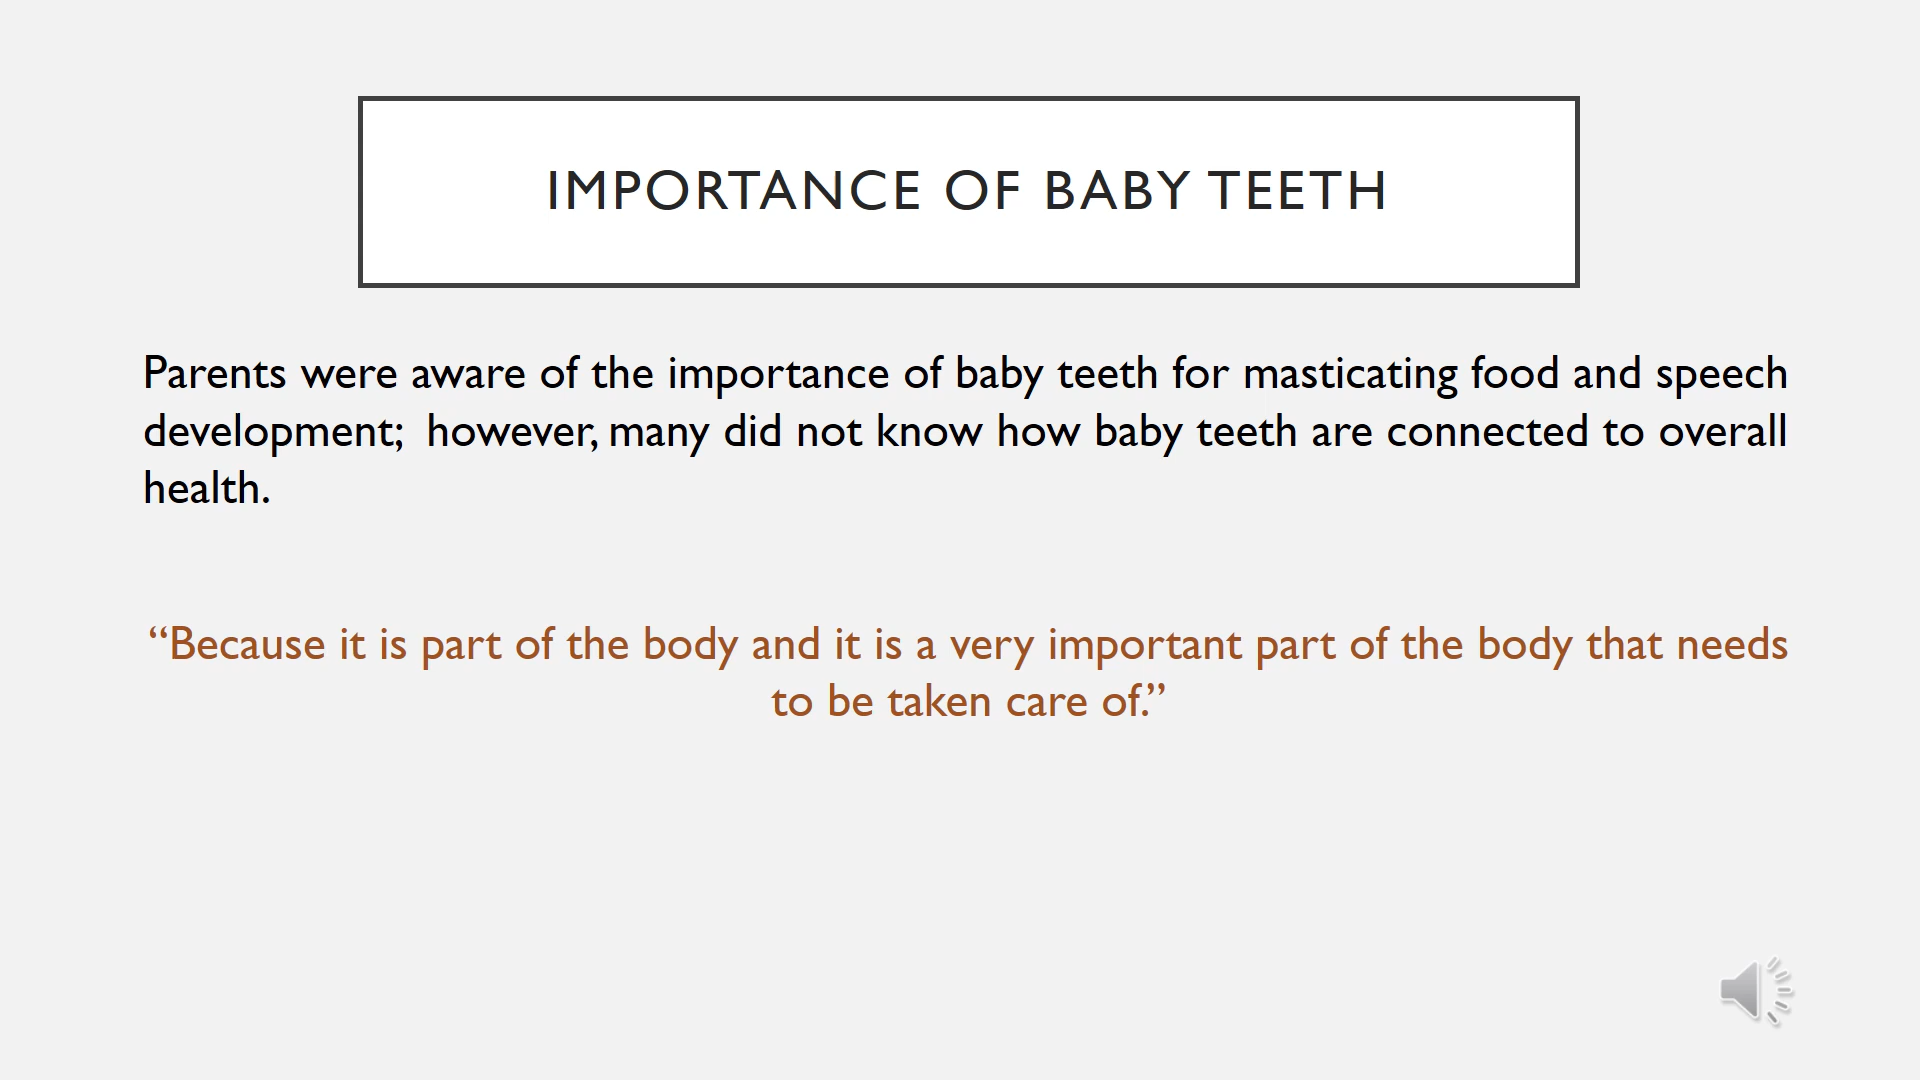 IMPORTANCE OF BABY TEETH
Parents were aware of the importance of baby teeth for masticating food and speech
development;  however, many did not know how baby teeth are connected to overall
health.
“Because it is part of the body and it is a very important part of the body that needs
to be taken care of.”